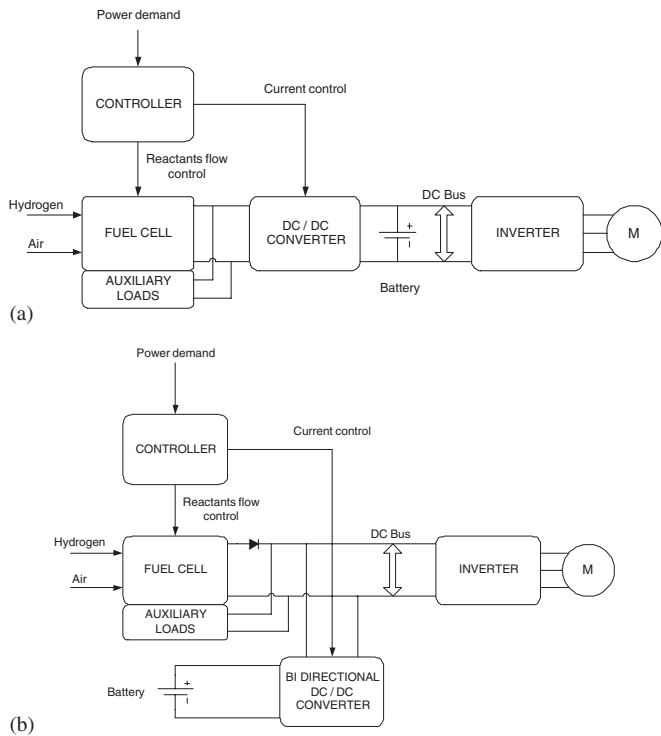 Power demand
CONTROLLER
Current control
Reactants flow
control
Hydrogen
Air
FUEL CELL
AUXILIARY
LOADS
DC / DC
CONVERTER
+
Battery
DC Bus
INVERTER
M
(a)
Power demand
CONTROLLER
Current control
Reactants flow
control
Hydrogen
Air
FUEL CELL
AUXILIARY
LOADS
DC Bus
INVERTER
M
Battery
+
BI DIRECTIONAL
DC / DC
CONVERTER
(b)